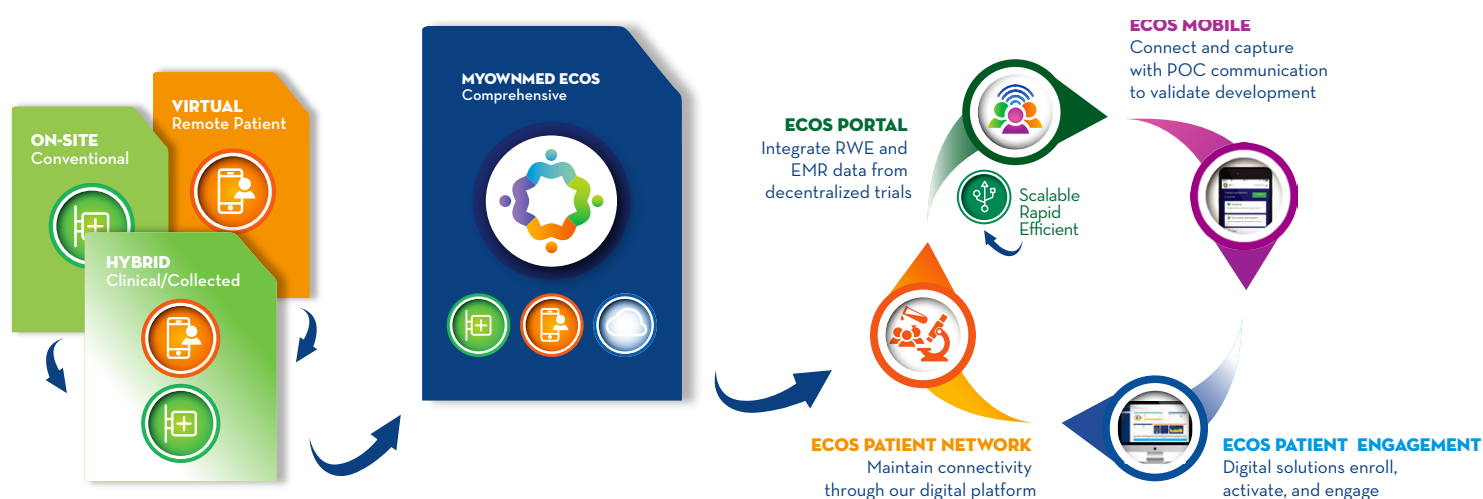 ON-SITE
Conventional
VIRTUAL
Remote Patient
HYBRID
Clinical/Collected
MYOWNMED ECOS
Comprehensive
ECOS PORTAL
Integrate RWE and
EMR data from
decentralized trials
Scalable
Rapid
Efficient
ECOS MOBILE
Connect and capture
with POC communication
to validate development
ECOS PATIENT NETWORK
Maintain connectivity
through our digital platform
ECOS PATIENT ENGAGEMENT
Digital solutions enroll,
activate, and engage